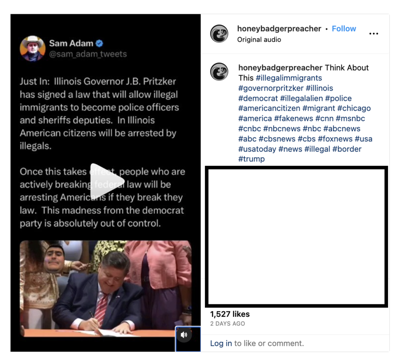 Sam Adam
@sam_adam_tweets
Just In: Illinois Governor J.B. Pritzker
has signed a law that will allow illegal
immigrants to become police officers
and sheriffs deputies. In Illinois
American citizens will be arrested by
illegals.
Once this takes people who are
actively breaking federal law will be
arresting Americans if they break they
law. This madness from the democrat
party is absolutely out of control.
honeybadgerpreacher • Follow
Original audio
...
honeybadgerpreacher Think About
This #illegalimmigrants
#governorpritzker #illinois
#democrat #illegalalien #police
#americancitizen #migrant #chicago
#america #fakenews #cnn #msnbc
#cnbc #nbcnews #nbc #abcnews
#abc #cbsnews #cbs #foxnews #usa
#usatoday #news #illegal #border
#trump
1,527 likes
2 DAYS AGO
Log in to like or comment.